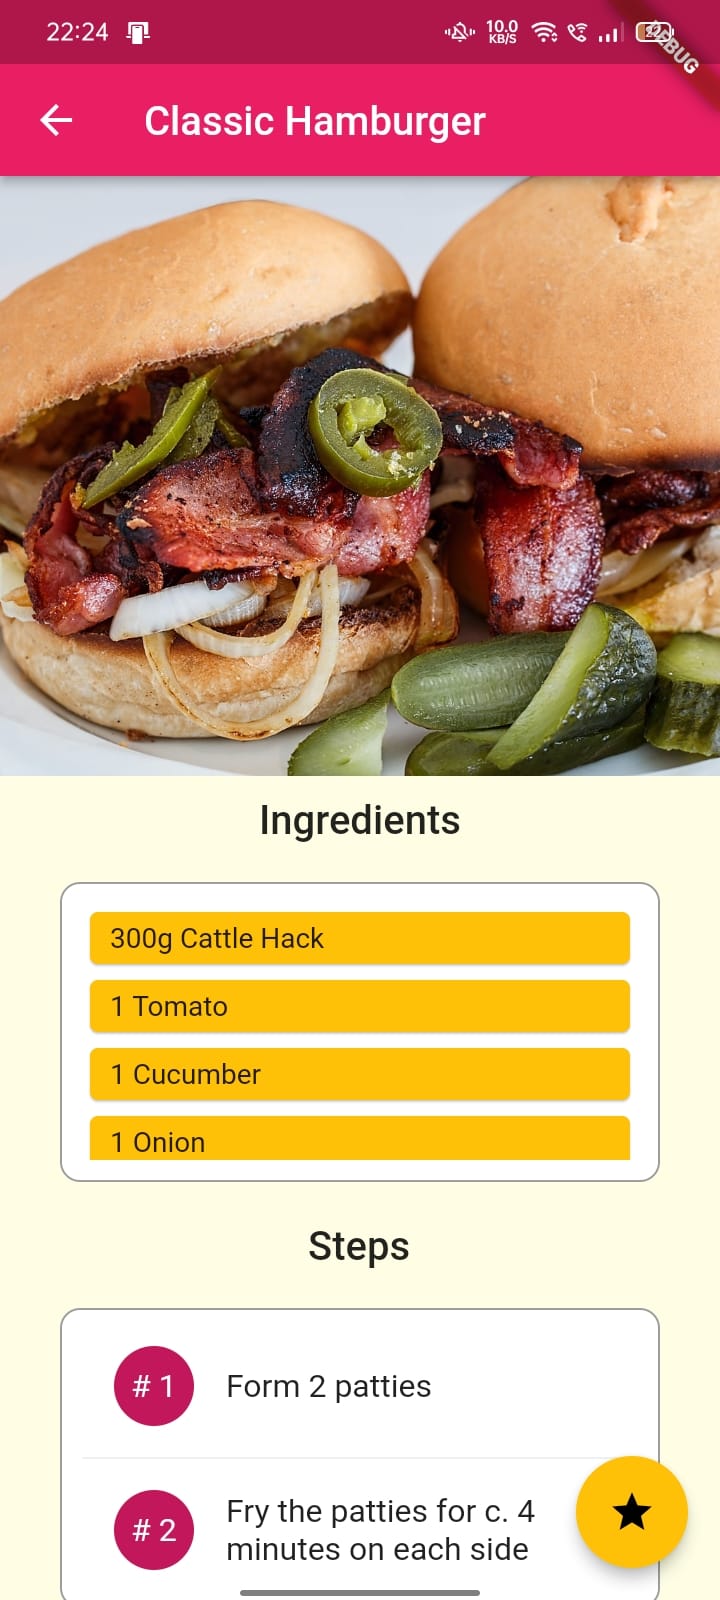 22:24
10.0
KB/S
22
DEBUG
Classic Hamburger
Ingredients
300g Cattle Hack
1 Tomato
1 Cucumber
1 Onion
Steps
# 1
Form 2 patties
# 2
Fry the patties for c. 4
minutes on each side